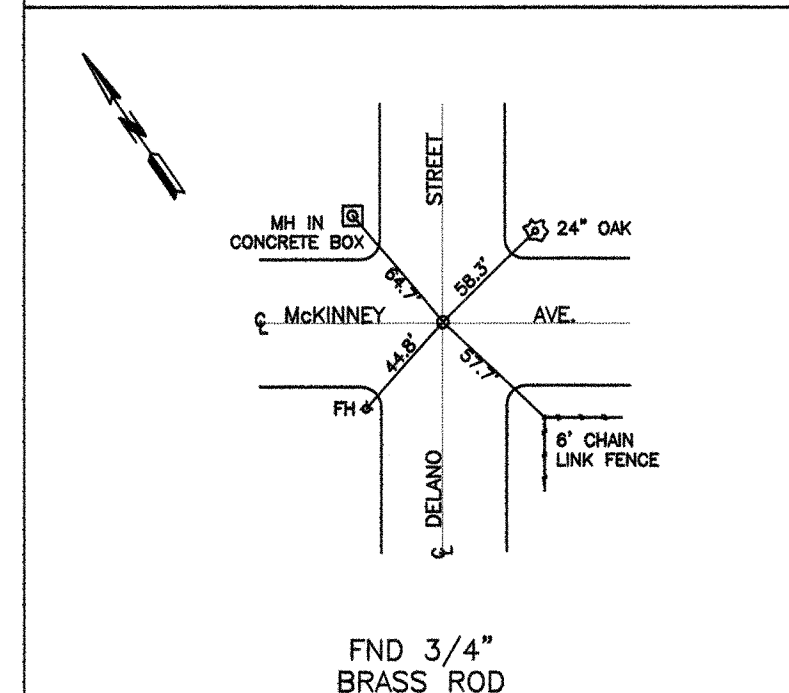 STREET
MH IN
CONCRETE BOX
24" OAK
64.7'
58.3'
℄ McKINNEY AVE.
44.8'
57.7'
FH
6' CHAIN
LINK FENCE
℄ DELANO
FND 3/4"
BRASS ROD